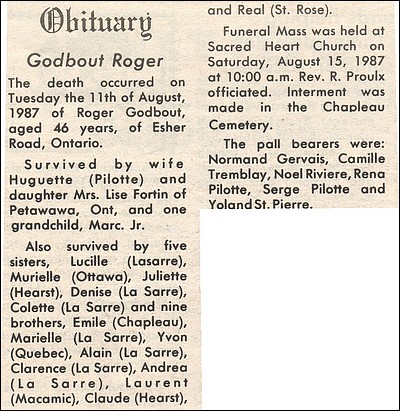 Obituary
Godbout Roger
The death occurred on
Tuesday the 11th of August,
1987 of Roger Godbout,
aged 46 years, of Esher
Road, Ontario.
Survived by wife
Huguette (Pilotte) and
daughter Mrs. Lise Fortin of
Petawawa, Ont, and one
grandchild, Marc. Jr.
Also survived by five
sisters, Lucille (Lasarre),
Murielle (Ottawa), Juliette
(Hearst), Denise (La Sarre),
Colette (La Sarre) and nine
brothers, Emile (Chapleau),
Marielle (La Sarre), Yvon
(Quebec), Alain (La Sarre),
Clarence (La Sarre), Andrea
(La Sarre), Laurent
(Macamic), Claude (Hearst),
and Real (St. Rose).
Funeral Mass was held at
Sacred Heart Church on
Saturday, August 15, 1987
at 10:00 a.m. Rev. R. Proulx
officiated. Interment was
made in the Chapleau
Cemetery.
The pall bearers were:
Normand Gervais, Camille
Tremblay, Noel Riviere, Rena
Pilotte, Serge Pilotte and
Yoland St. Pierre.